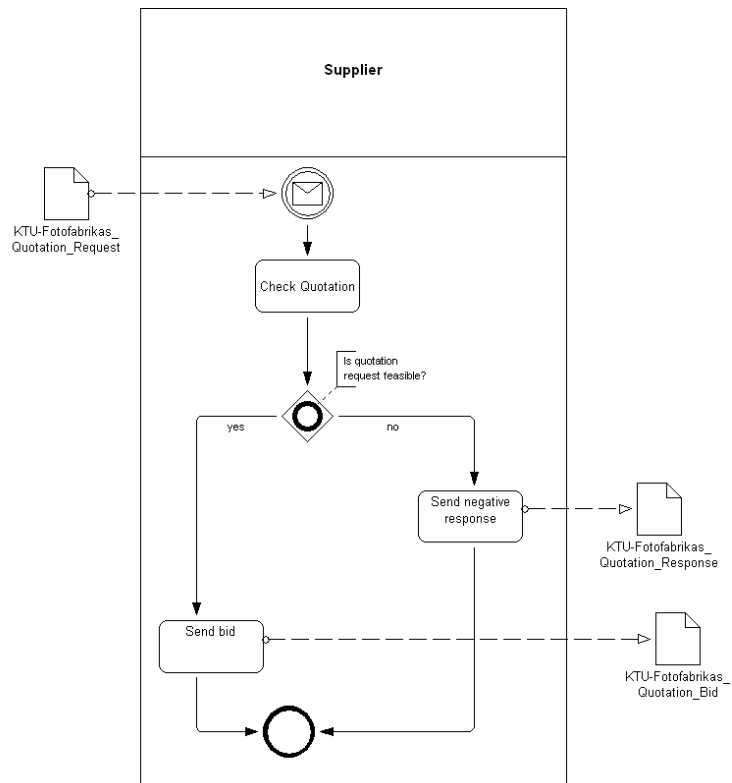 Supplier
KTU-Fotofabrikas_
Quotation_Request
Check Quotation
Is quotation
request feasible?
yes
no
Send negative
response
KTU-Fotofabrikas_
Quotation_Response
Send bid
KTU-Fotofabrikas_
Quotation_Bid